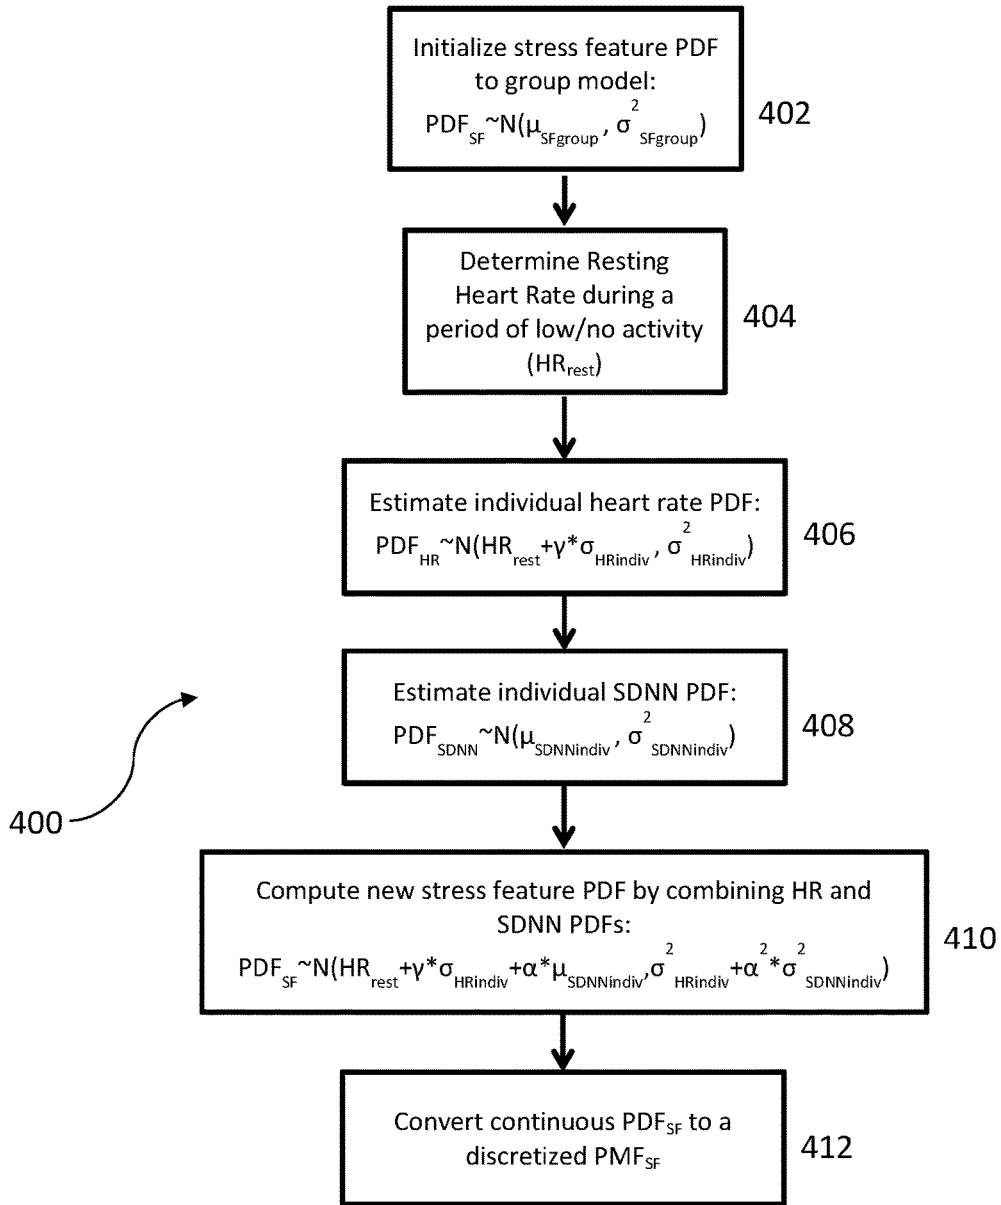 Initialize stress feature PDF
to group model:
PDF_SF~N(μ_SFgroup, σ²_SFgroup)
402
Determine Resting
Heart Rate during a
period of low/no activity
(HR_rest)
404
Estimate individual heart rate PDF:
PDF_HR~N(HR_rest+γ*σ_HRindiv, σ²_HRindiv)
406
Estimate individual SDNN PDF:
PDF_SDNN~N(μ_SDNNindiv, σ²_SDNNindiv)
408
400
Compute new stress feature PDF by combining HR and
SDNN PDFs:
PDF_SF~N(HR_rest+γ*σ_HRindiv+α*μ_SDNNindiv,σ²_HRindiv+α²*σ²_SDNNindiv)
410
Convert continuous PDF_SF to a
discretized PMF_SF
412